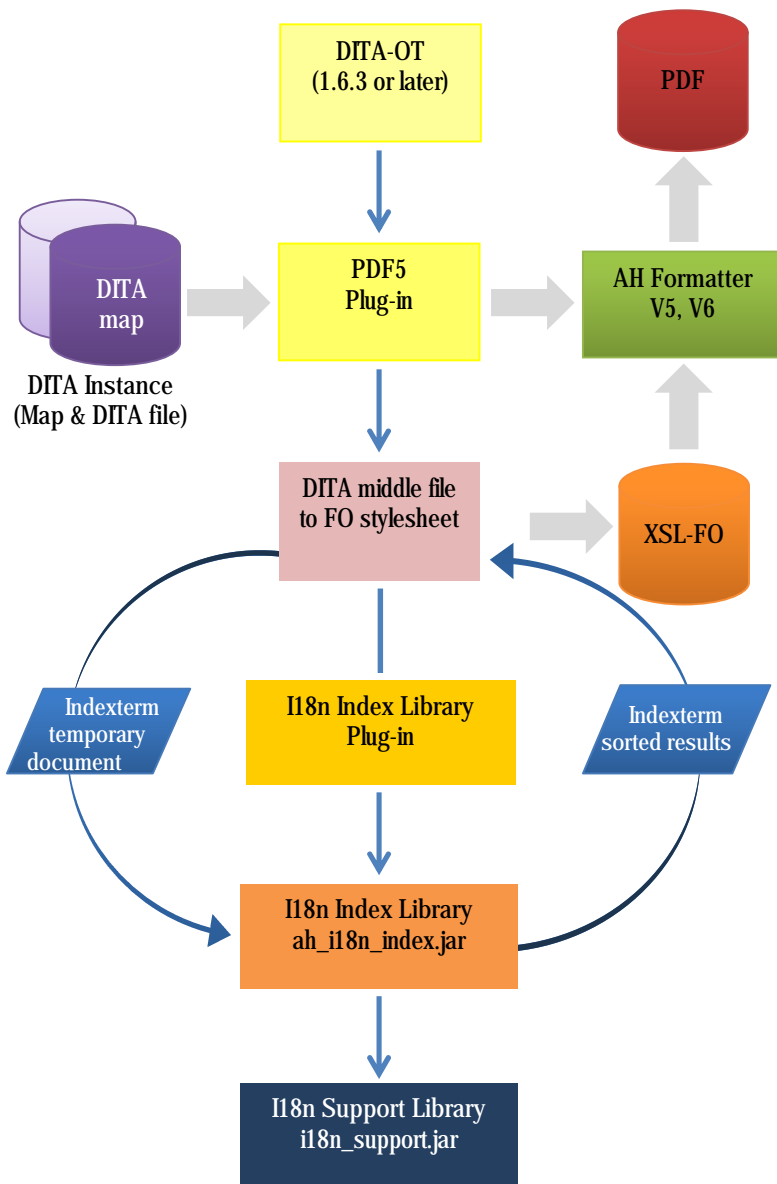 DITA-OT
(1.6.3 or later)
PDF
DITA
map
PDF5
Plug-in
AH Formatter
V5, V6
DITA Instance
(Map & DITA file)
DITA middle file
to FO stylesheet
XSL-FO
Indexterm
temporary
document
I18n Index Library
Plug-in
Indexterm
sorted results
I18n Index Library
ah_i18n_index.jar
I18n Support Library
i18n_support.jar